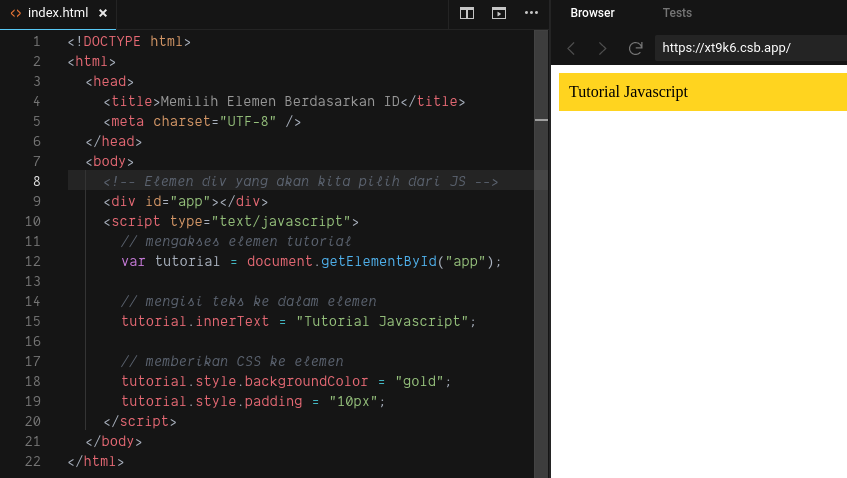 index.html ×
1 <!DOCTYPE html>
2 <html>
3 <head>
4 <title>Memilih Elemen Berdasarkan ID</title>
5 <meta charset="UTF-8" />
6 </head>
7 <body>
8 <!-- Elemen div yang akan kita pilih dari JS -->
9 <div id="app"></div>
10 <script type="text/javascript">
11 // mengakses elemen tutorial
12 var tutorial = document.getElementById("app");
13
14 // mengisi teks ke dalam elemen
15 tutorial.innerText = "Tutorial Javascript";
16
17 // memberikan CSS ke elemen
18 tutorial.style.backgroundColor = "gold";
19 tutorial.style.padding = "10px";
20 </script>
21 </body>
22 </html>
Browser Tests
https://xt9k6.csb.app/
Tutorial Javascript